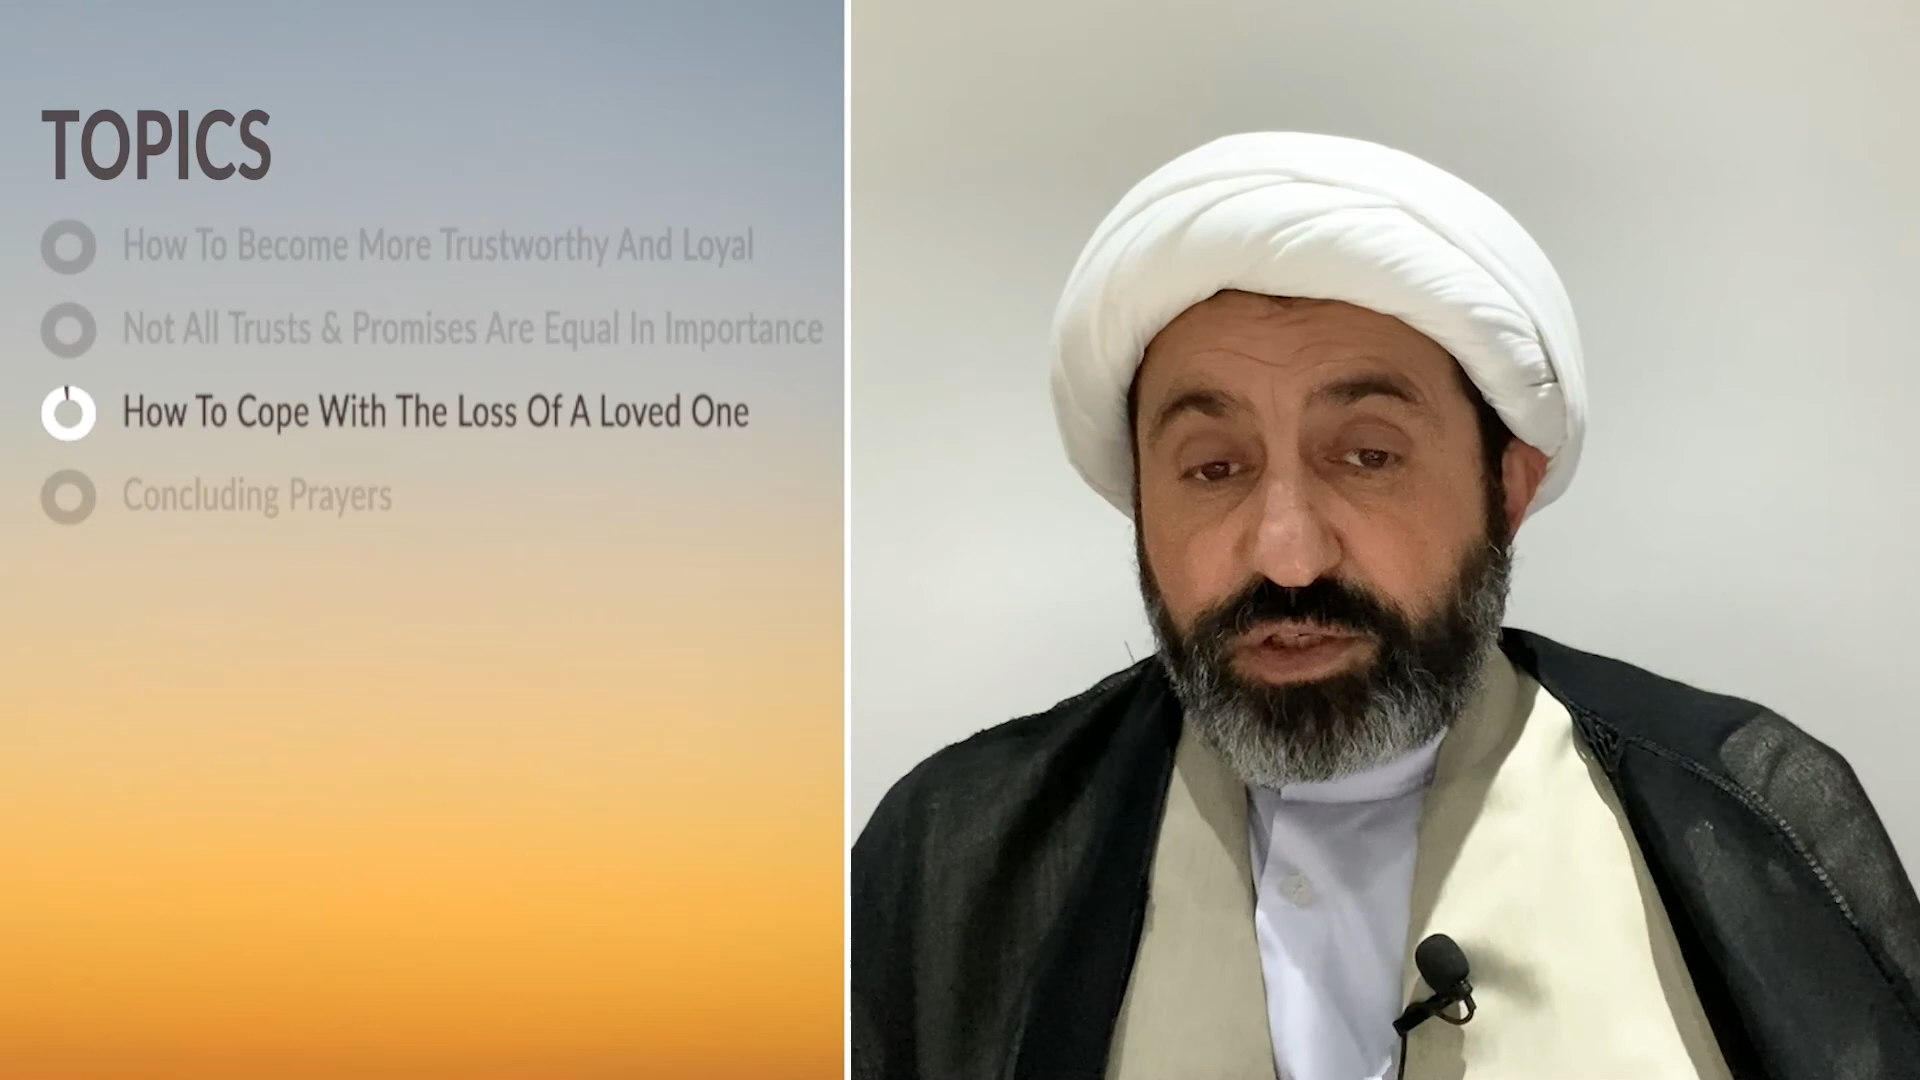 TOPICS
How To Become More Trustworthy And Loyal
Not All Trusts & Promises Are Equal In Importance
How To Cope With The Loss Of A Loved One
Concluding Prayers